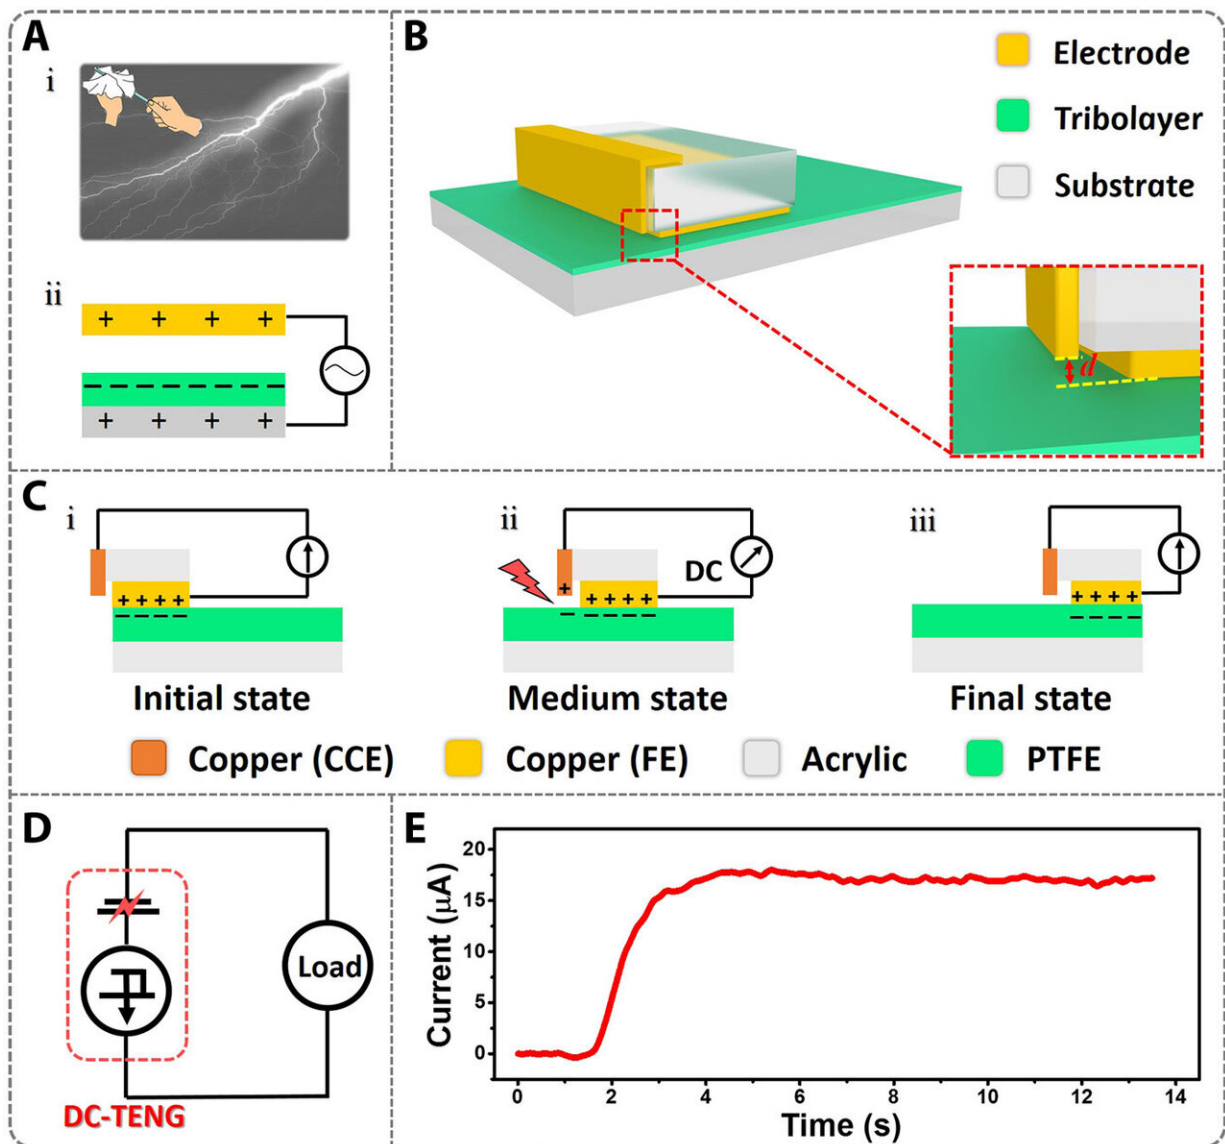 A
i
ii
+ + + +
− − − − − − − −
+ + + +
B
Electrode
Tribolayer
Substrate
d
C
i
+ + + +
− − − −
Initial state
ii
DC
+
+ + + +
− − − − −
Medium state
iii
+ + + +
− − − −
Final state
Copper (CCE)
Copper (FE)
Acrylic
PTFE
D
Load
DC-TENG
E
Current (μA)
20
15
10
5
0
0 2 4 6 8 10 12 14
Time (s)